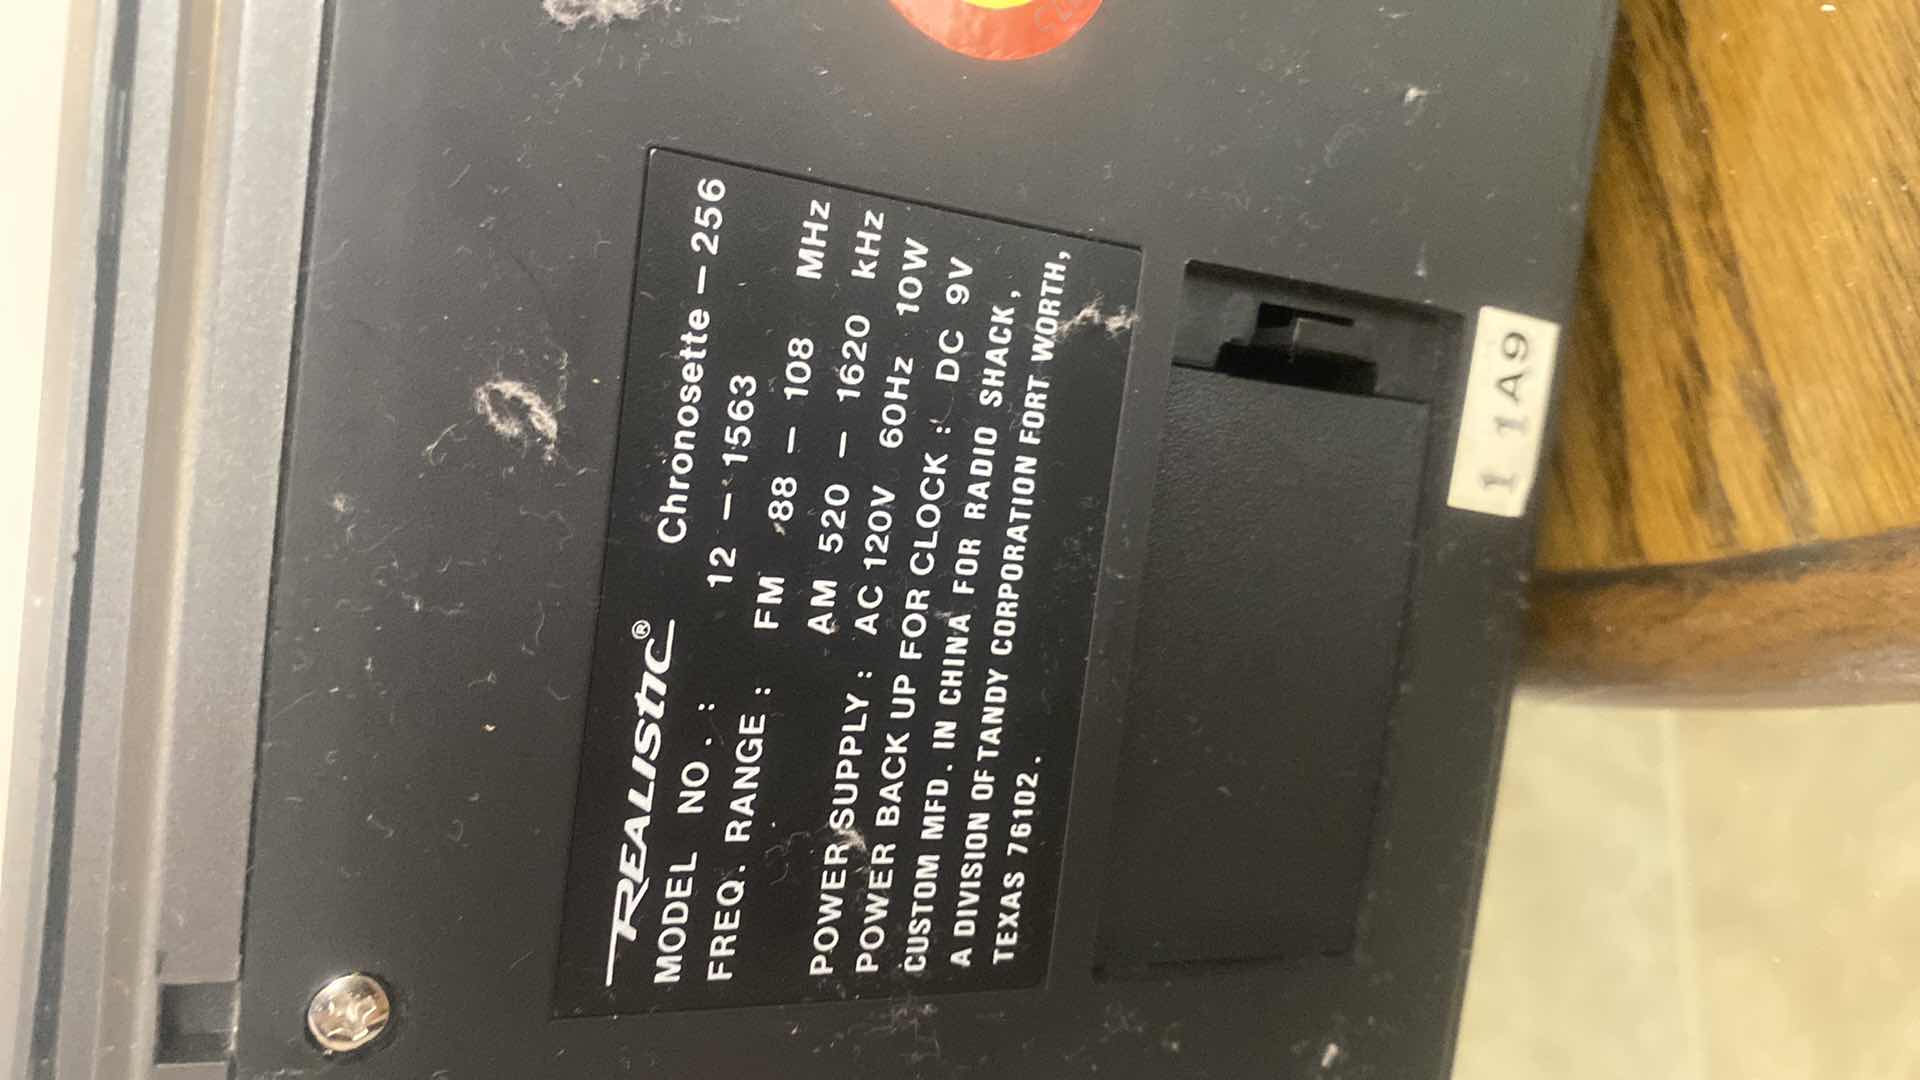 REALISTIC® Chronosette-256
MODEL NO.: 12-1563
FREQ. RANGE: FM 88-108 MHz
AM 520-1620 kHz
POWER SUPPLY: AC 120V 60Hz 10W
POWER BACK UP FOR CLOCK: DC 9V
CUSTOM MFD. IN CHINA FOR RADIO SHACK,
A DIVISION OF TANDY CORPORATION FORT WORTH,
TEXAS 76102.
1 1A9